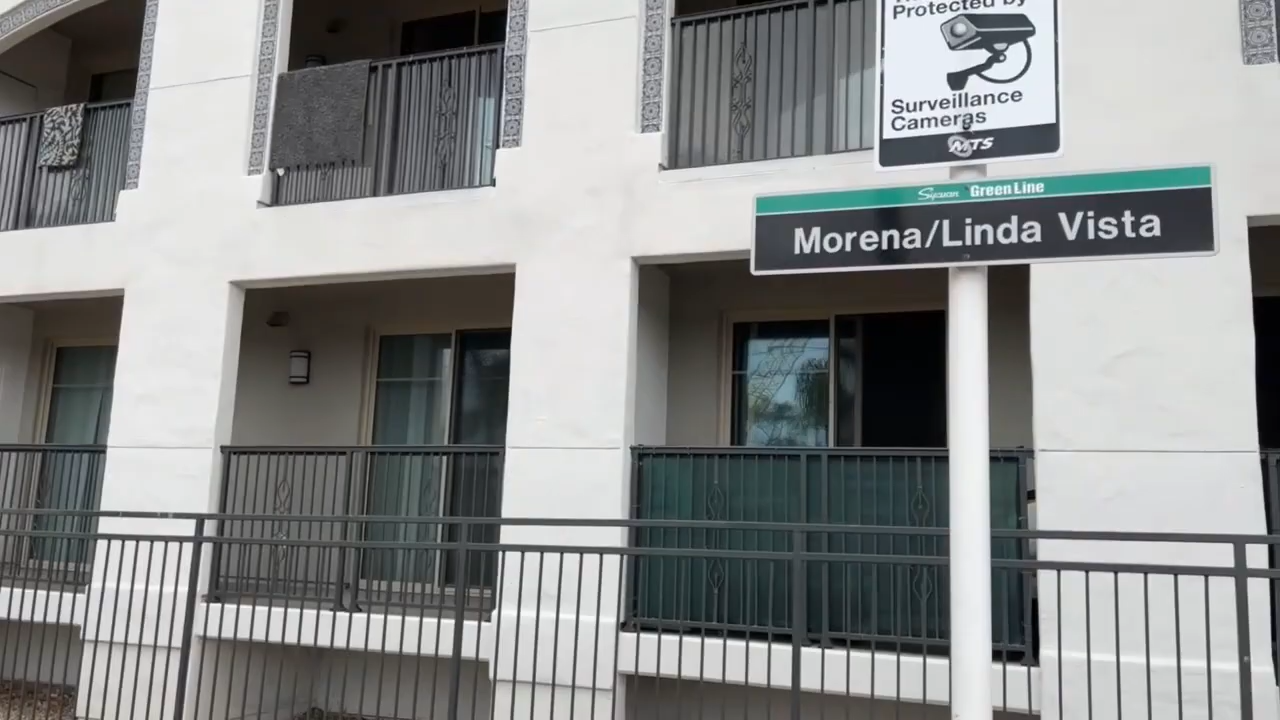 Protected by
Surveillance
Cameras
MTS
Sycuan Green Line
Morena/Linda Vista